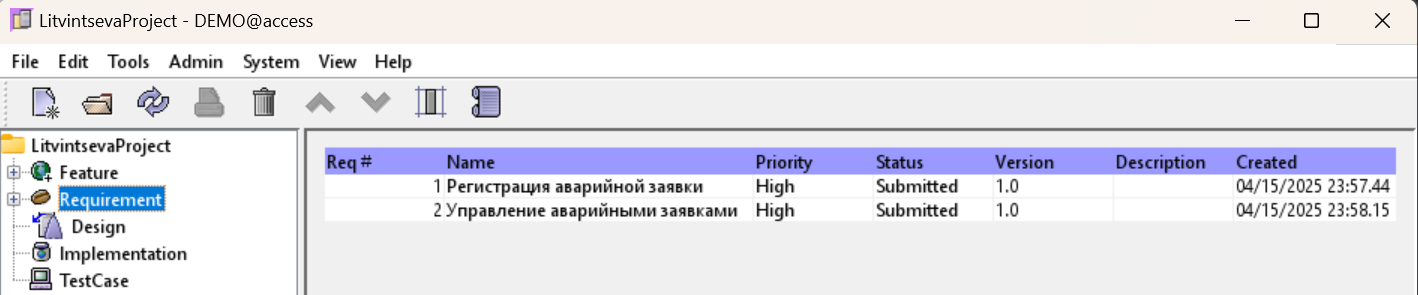 LitvintsevaProject - DEMO@access
File Edit Tools Admin System View Help
LitvintsevaProject
Feature
Requirement
Design
Implementation
TestCase
Req # Name Priority Status Version Description Created
1 Регистрация аварийной заявки High Submitted 1.0 04/15/2025 23:57.44
2 Управление аварийными заявками High Submitted 1.0 04/15/2025 23:58.15